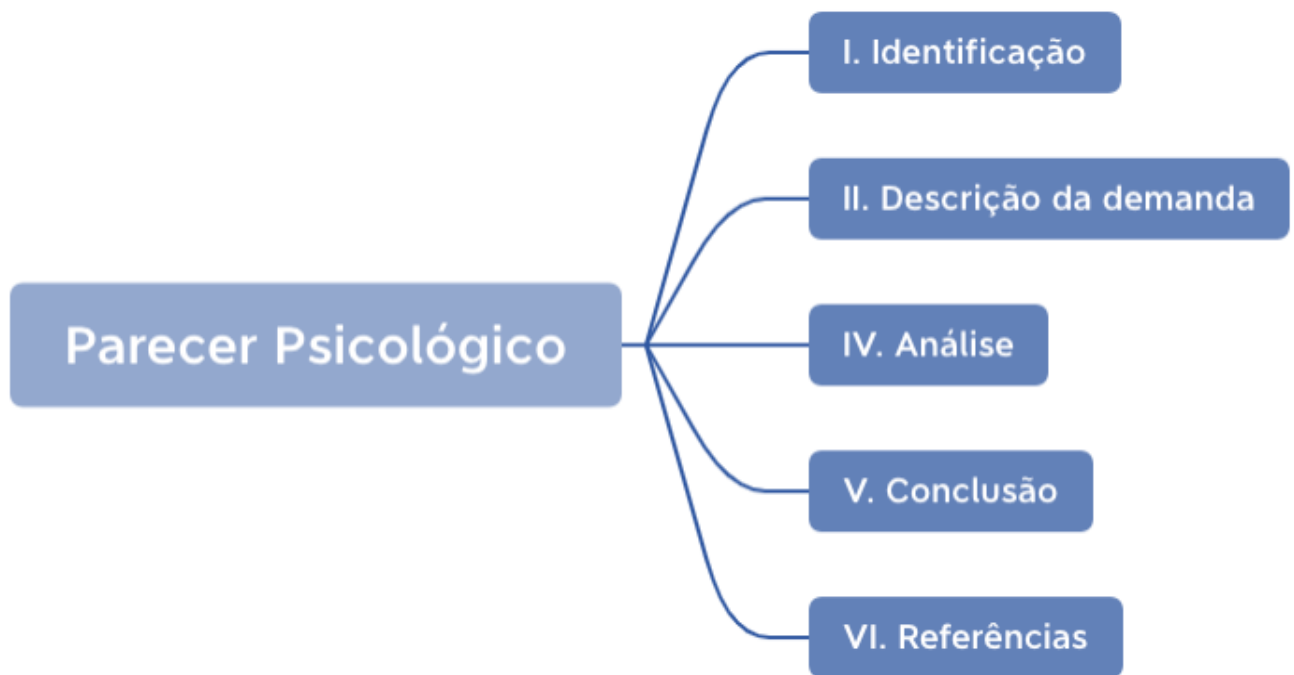 I. Identificação
II. Descrição da demanda
Parecer Psicológico
IV. Análise
V. Conclusão
VI. Referências